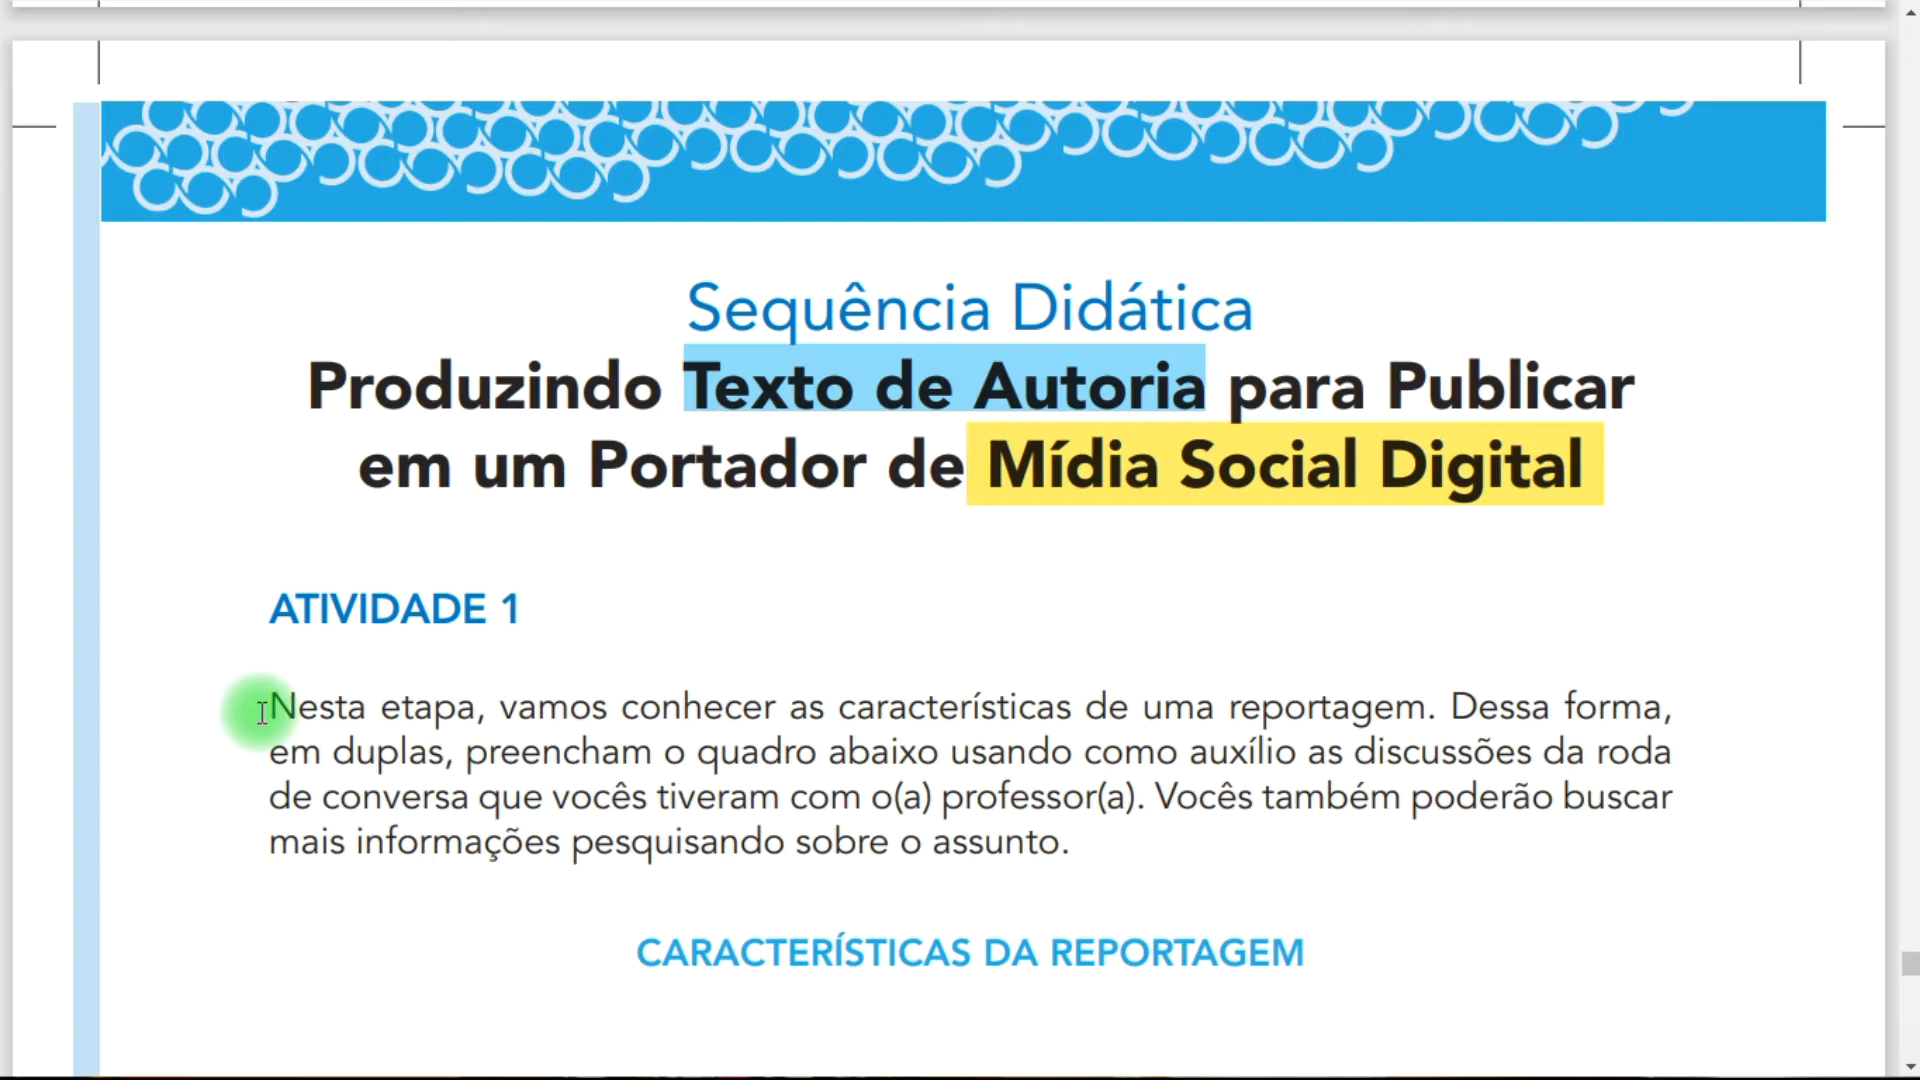 Sequência Didática
Produzindo Texto de Autoria para Publicar
em um Portador de Mídia Social Digital
ATIVIDADE 1
Nesta etapa, vamos conhecer as características de uma reportagem. Dessa forma,
em duplas, preencham o quadro abaixo usando como auxílio as discussões da roda
de conversa que vocês tiveram com o(a) professor(a). Vocês também poderão buscar
mais informações pesquisando sobre o assunto.
CARACTERÍSTICAS DA REPORTAGEM